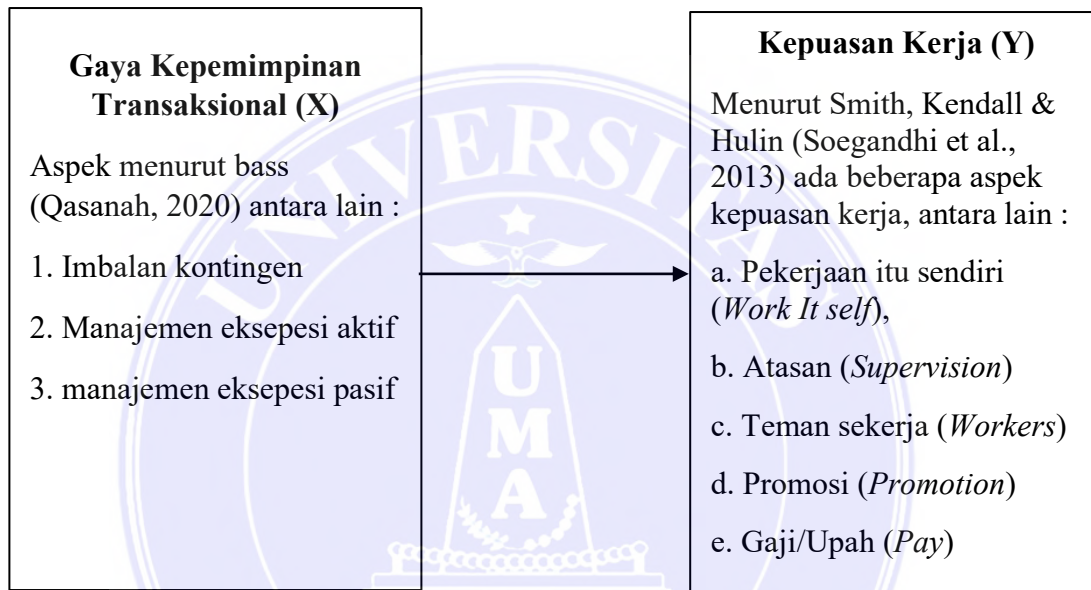 Gaya Kepemimpinan
Transaksional (X)
Aspek menurut bass
(Qasanah, 2020) antara lain :
1. Imbalan kontingen
2. Manajemen eksepesi aktif
3. manajemen eksepesi pasif
Kepuasan Kerja (Y)
Menurut Smith, Kendall &
Hulin (Soegandhi et al.,
2013) ada beberapa aspek
kepuasan kerja, antara lain :
a. Pekerjaan itu sendiri
(Work It self),
b. Atasan (Supervision)
c. Teman sekerja (Workers)
d. Promosi (Promotion)
e. Gaji/Upah (Pay)
UNIVERSITAS
U
M
A